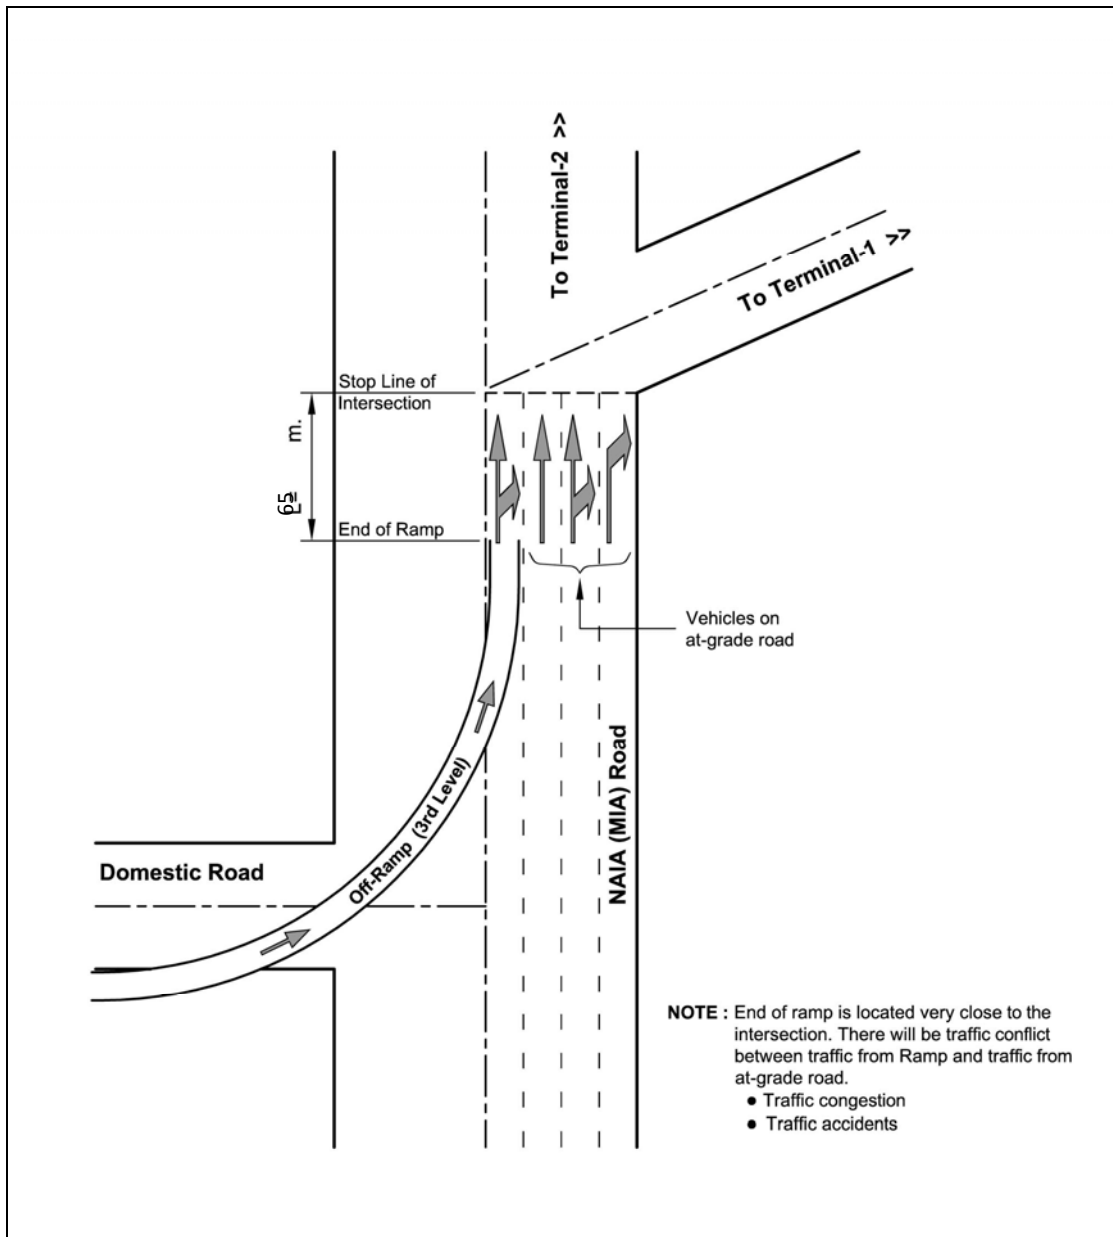 To Terminal-2 >>
To Terminal-1 >>
Stop Line of
Intersection
L= 65 m.
End of Ramp
Vehicles on
at-grade road
NAIA (MIA) Road
Off-Ramp (3rd Level)
Domestic Road
NOTE : End of ramp is located very close to the
intersection. There will be traffic conflict
between traffic from Ramp and traffic from
at-grade road.
● Traffic congestion
● Traffic accidents